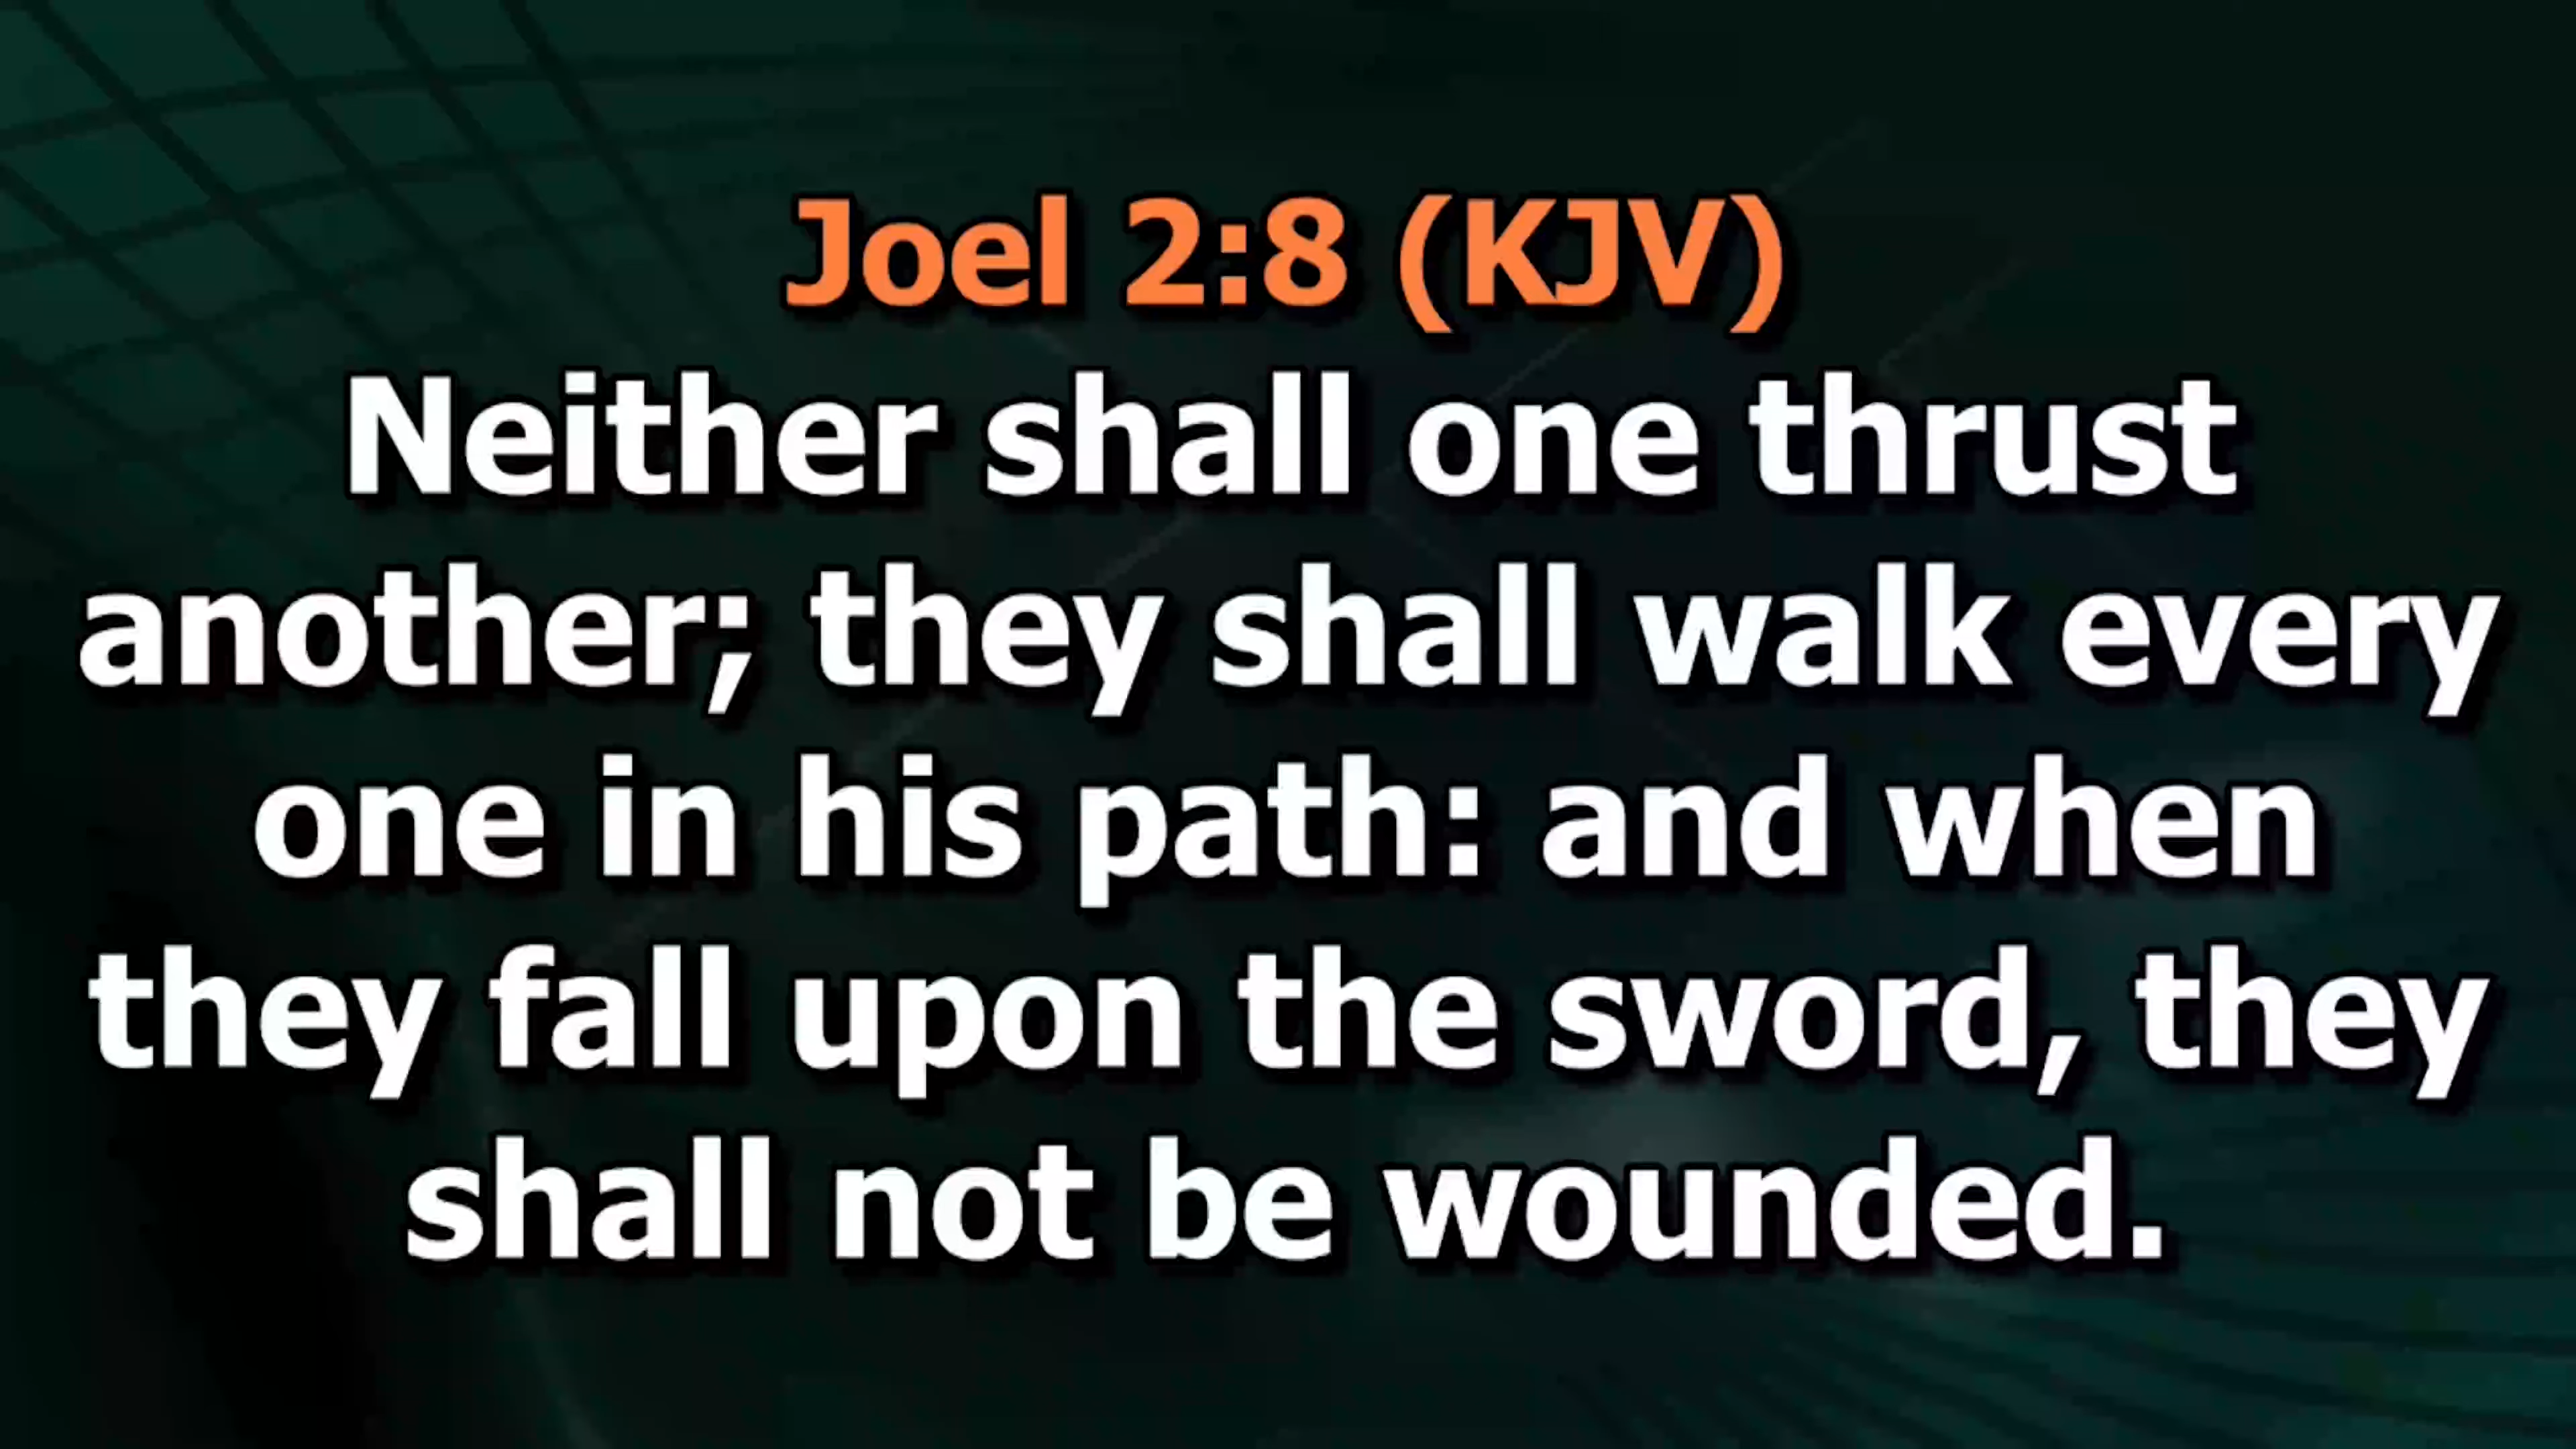 Joel 2:8 (KJV)
Neither shall one thrust
another; they shall walk every
one in his path: and when
they fall upon the sword, they
shall not be wounded.